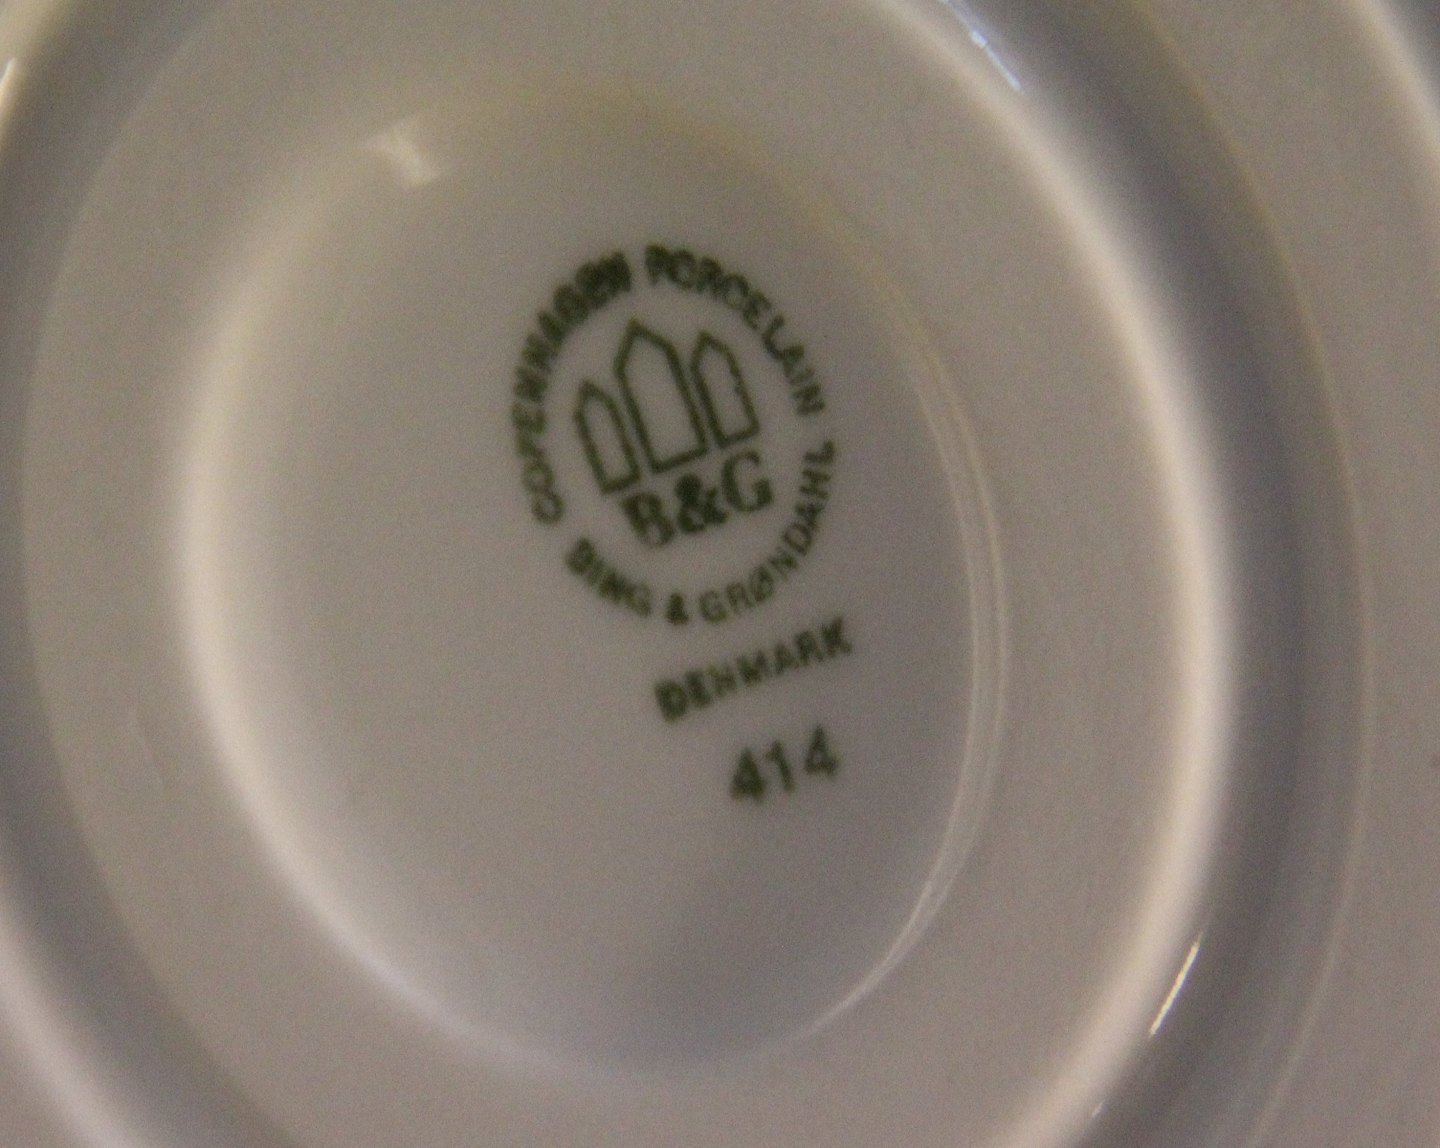 COPENHAGEN PORCELAIN
B&G
BING & GRØNDAHL
DENMARK
414